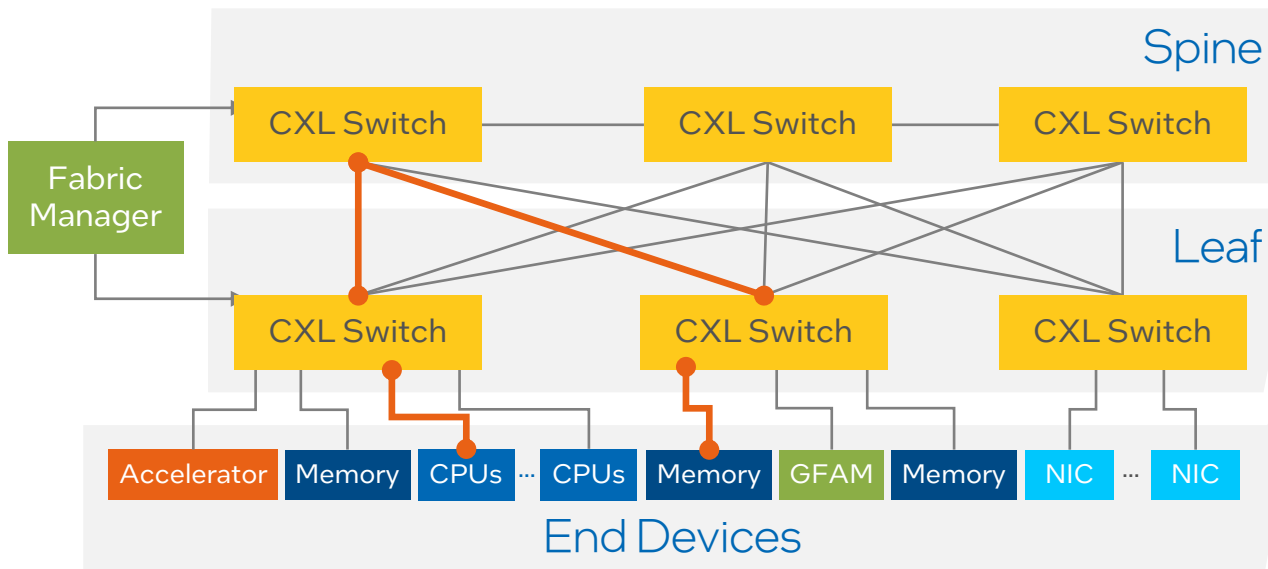 Spine
CXL Switch
CXL Switch
CXL Switch
Fabric
Manager
Leaf
CXL Switch
CXL Switch
CXL Switch
Accelerator
Memory
CPUs
...
CPUs
Memory
GFAM
Memory
NIC
...
NIC
End Devices